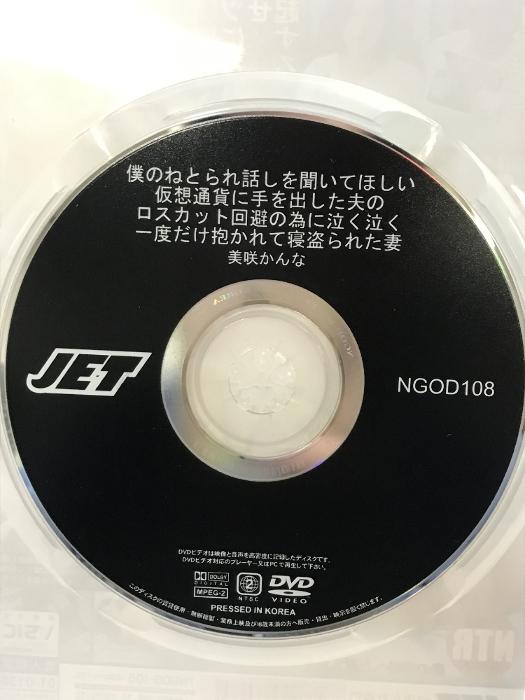 僕のねとられ話しを聞いてほしい
仮想通貨に手を出した夫の
ロスカット回避の為に泣く泣く
一度だけ抱かれて寝盗られた妻
美咲かんな
JET
NGOD108
DVDビデオは映像と音声を高密度に記録したディスクです。
DVDビデオ対応のプレーヤー又はPCで再生して下さい。
DOLBY
DIGITAL
MPEG-2
2
NTSC
DVD
VIDEO
PRESSED IN KOREA
NTR